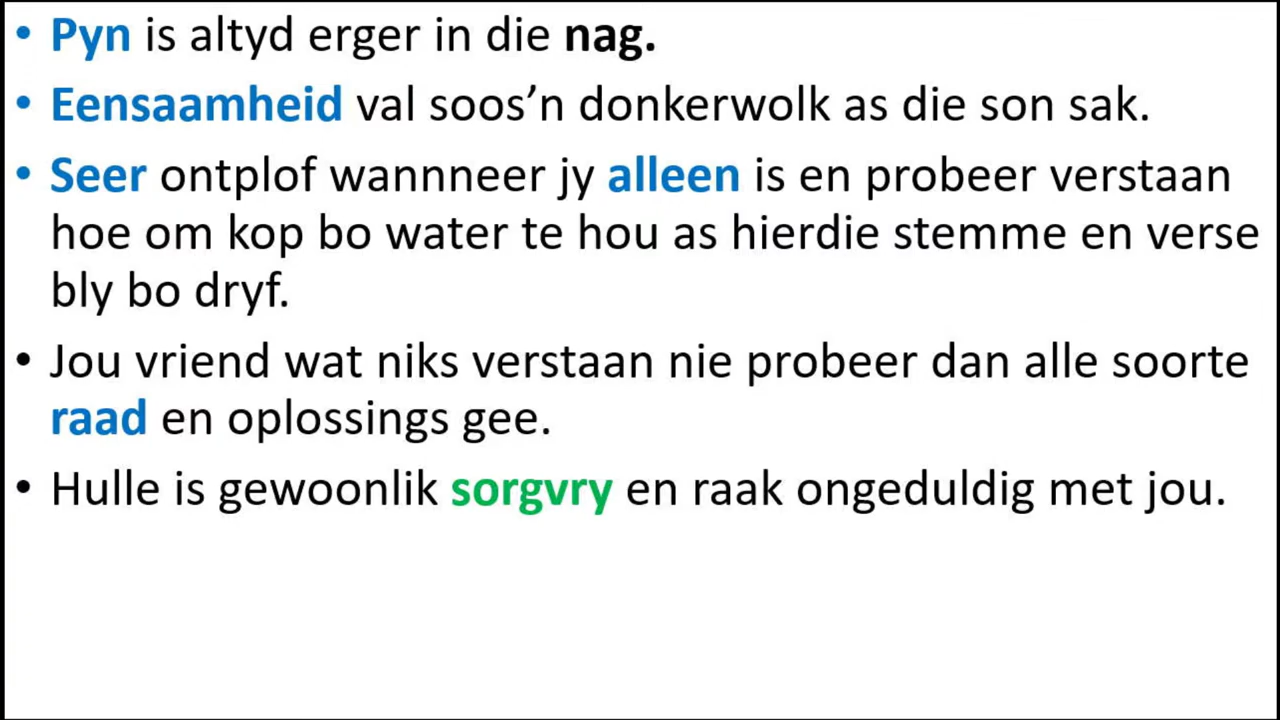 • Pyn is altyd erger in die nag.
• Eensaamheid val soos’n donkerwolk as die son sak.
• Seer ontplof wannneer jy alleen is en probeer verstaan
hoe om kop bo water te hou as hierdie stemme en verse
bly bo dryf.
• Jou vriend wat niks verstaan nie probeer dan alle soorte
raad en oplossings gee.
• Hulle is gewoonlik sorgvry en raak ongeduldig met jou.